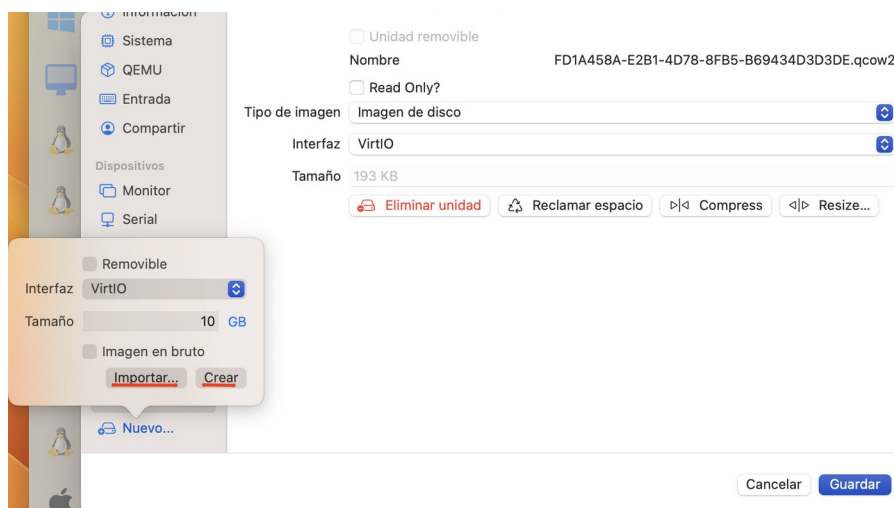 Información
Sistema
QEMU
Entrada
Compartir
Dispositivos
Monitor
Serial
Removible
Interfaz VirtIO
Tamaño 10 GB
Imagen en bruto
Importar... Crear
Nuevo...
Unidad removible
Nombre FD1A458A-E2B1-4D78-8FB5-B69434D3D3DE.qcow2
Read Only?
Tipo de imagen Imagen de disco
Interfaz VirtIO
Tamaño 193 KB
Eliminar unidad Reclamar espacio Compress Resize...
Cancelar Guardar